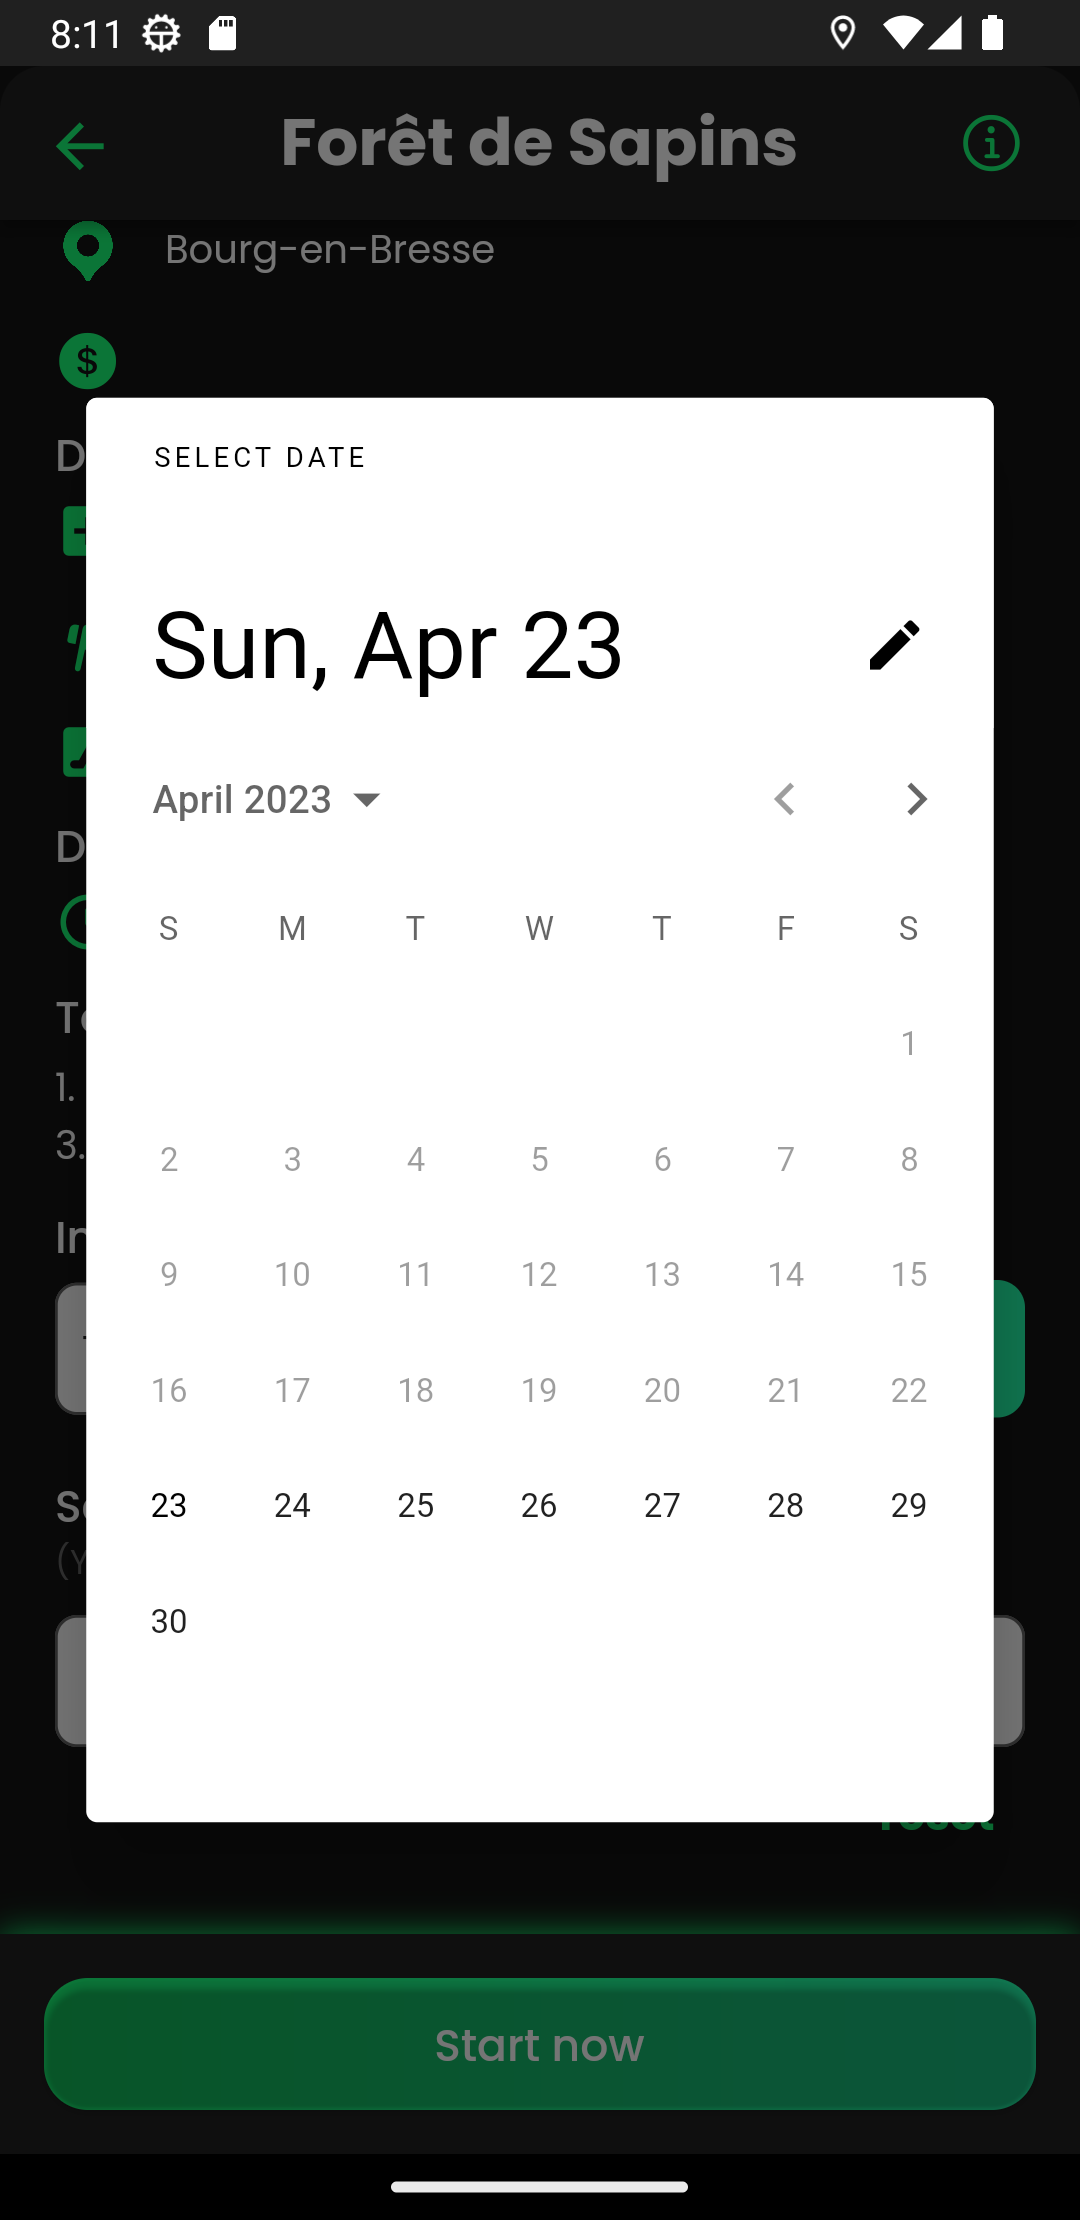 8:11
Forêt de Sapins
Bourg-en-Bresse
$
SELECT DATE
Sun, Apr 23
April 2023
S M T W T F S
1
2 3 4 5 6 7 8
9 10 11 12 13 14 15
16 17 18 19 20 21 22
23 24 25 26 27 28 29
30
1.
3.
Start now